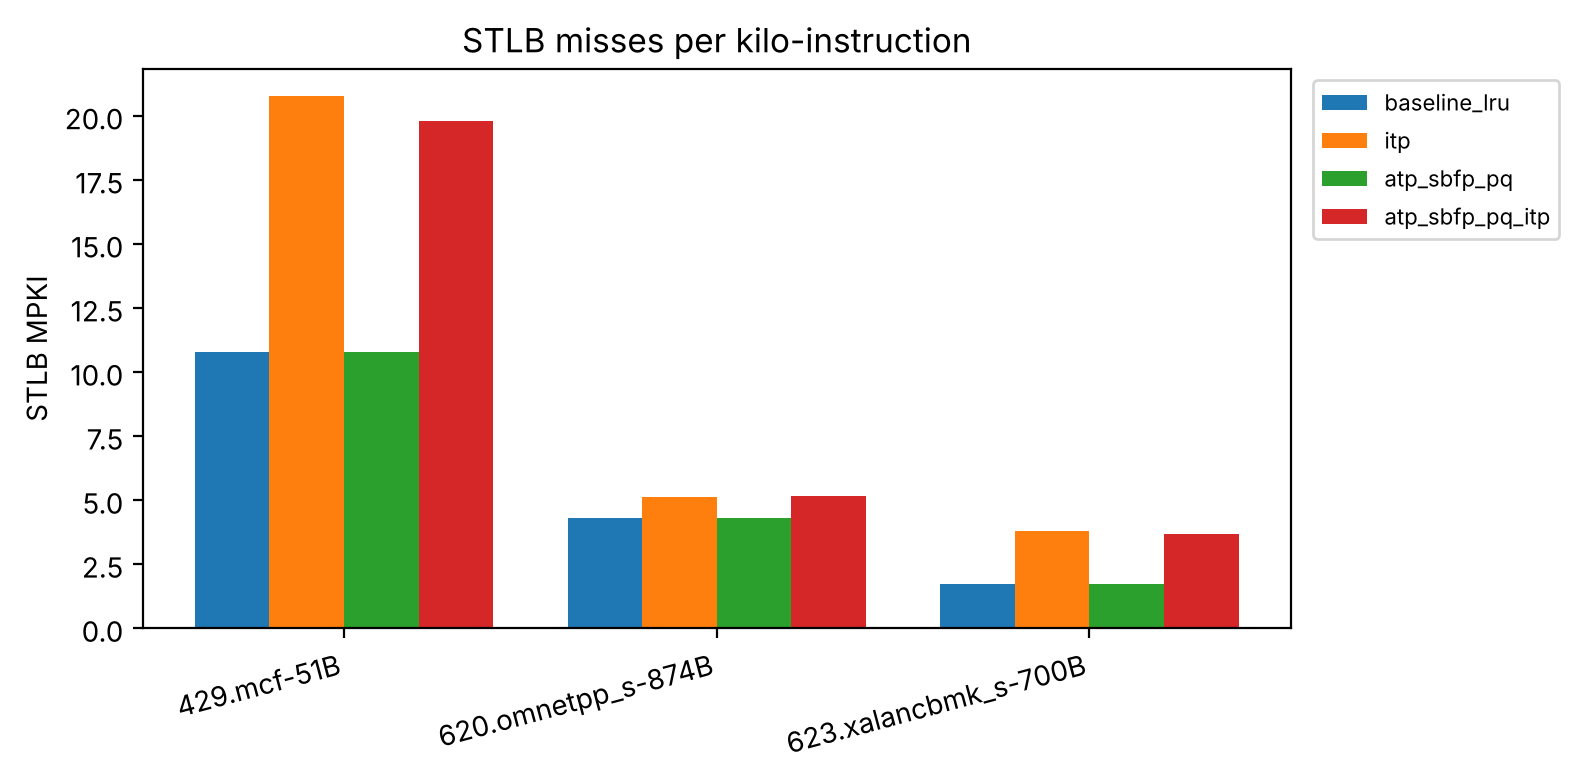 STLB misses per kilo-instruction
STLB MPKI
20.0
17.5
15.0
12.5
10.0
7.5
5.0
2.5
0.0
429.mcf-51B
620.omnetpp_s-874B
623.xalancbmk_s-700B
baseline_lru
itp
atp_sbfp_pq
atp_sbfp_pq_itp